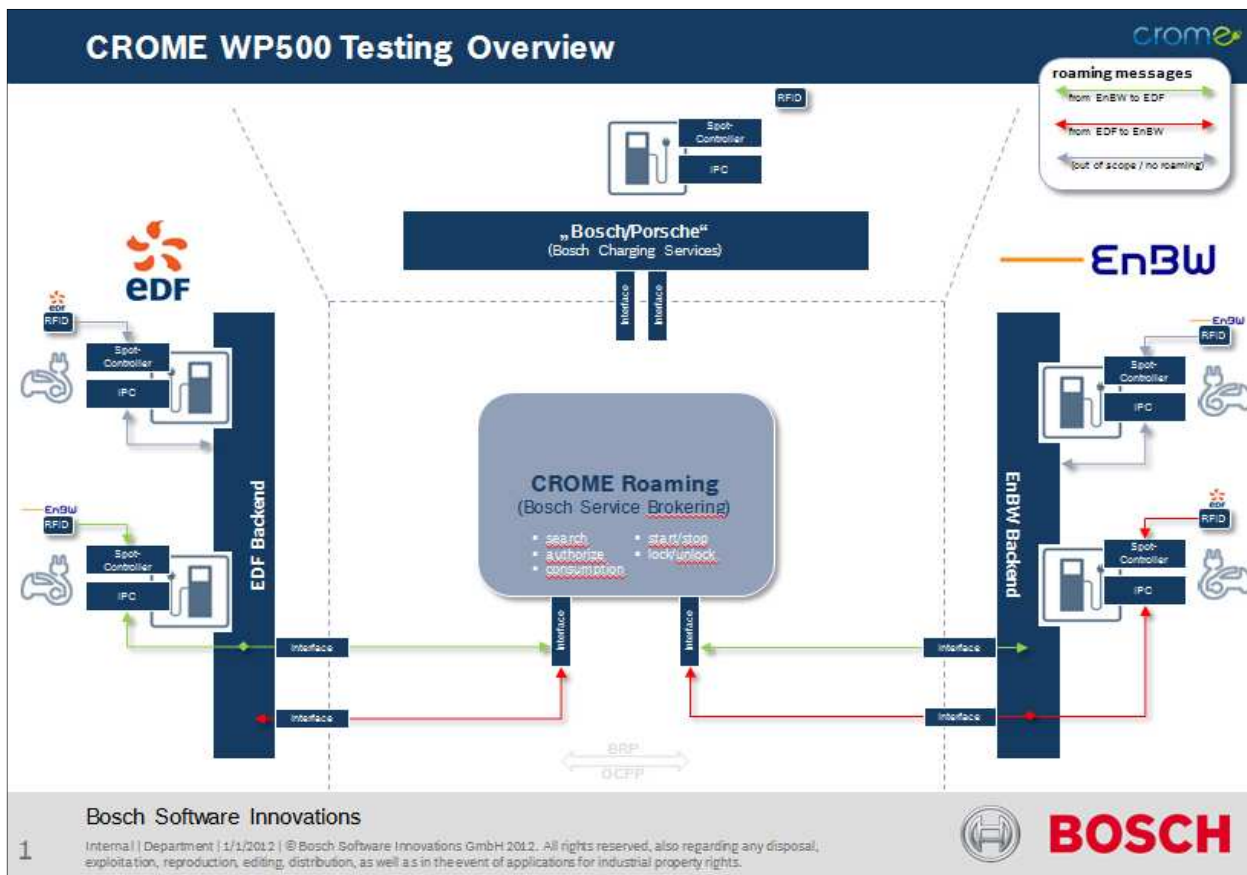 CROME WP500 Testing Overview
crome
roaming messages
from EnBW to EDF
from EDF to EnBW
(out of scope / no roaming)
RFID
Spot-
Controller
IPC
„Bosch/Porsche“
(Bosch Charging Services)
Interface
Interface
eDF
EnBW
edf
RFID
Spot-
Controller
IPC
EnBW
RFID
Spot-
Controller
IPC
EDF Backend
EnBW
RFID
Spot-
Controller
IPC
edf
RFID
Spot-
Controller
IPC
EnBW Backend
CROME Roaming
(Bosch Service Brokering)
▪ search
▪ authorize
▪ consumption
▪ start/stop
▪ lock/unlock
Interface
Interface
Interface
Interface
Interface
Interface
BRP
OCPP
1
Bosch Software Innovations
Internal | Department | 1/1/2012 | © Bosch Software Innovations GmbH 2012. All rights reserved, also regarding any disposal,
exploitation, reproduction, editing, distribution, as well as in the event of applications for industrial property rights.
BOSCH